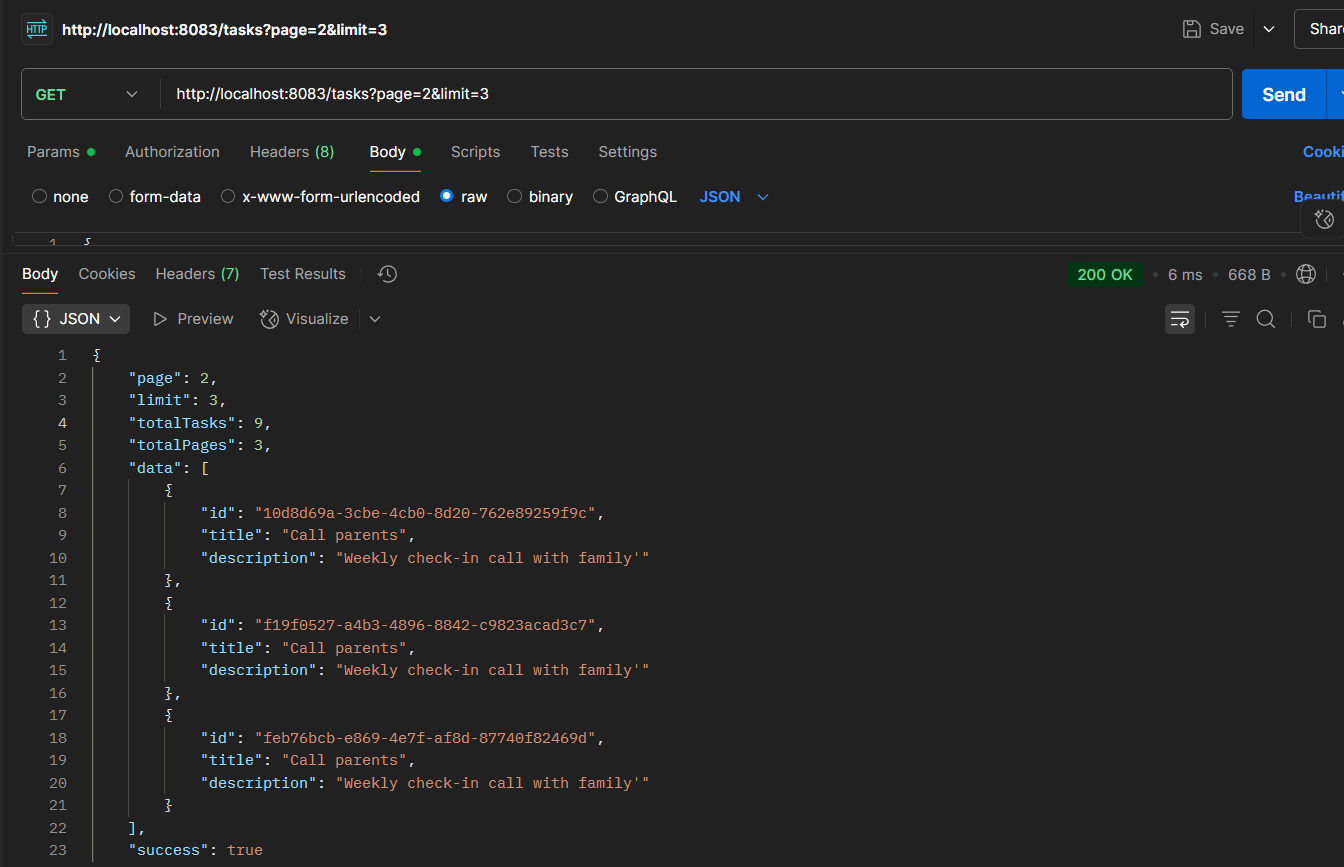 HTTP http://localhost:8083/tasks?page=2&limit=3 Save
GET http://localhost:8083/tasks?page=2&limit=3 Send
Params Authorization Headers (8) Body Scripts Tests Settings
none form-data x-www-form-urlencoded raw binary GraphQL JSON
1 {
Body Cookies Headers (7) Test Results 200 OK • 6 ms • 668 B •
{} JSON Preview Visualize
1 {
2 "page": 2,
3 "limit": 3,
4 "totalTasks": 9,
5 "totalPages": 3,
6 "data": [
7 {
8 "id": "10d8d69a-3cbe-4cb0-8d20-762e89259f9c",
9 "title": "Call parents",
10 "description": "Weekly check-in call with family'"
11 },
12 {
13 "id": "f19f0527-a4b3-4896-8842-c9823acad3c7",
14 "title": "Call parents",
15 "description": "Weekly check-in call with family'"
16 },
17 {
18 "id": "feb76bcb-e869-4e7f-af8d-87740f82469d",
19 "title": "Call parents",
20 "description": "Weekly check-in call with family'"
21 }
22 ],
23 "success": true